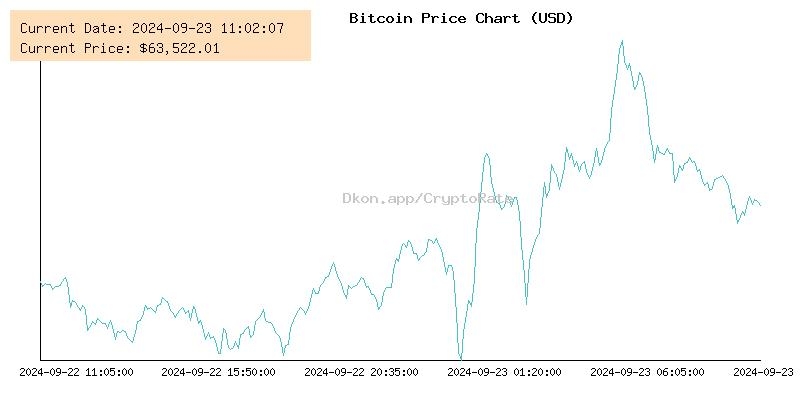 Bitcoin Price Chart (USD)
Current Date: 2024-09-23 11:02:07
Current Price: $63,522.01
Dkon.app/CryptoRate
2024-09-22 11:05:00 2024-09-22 15:50:00 2024-09-22 20:35:00 2024-09-23 01:20:00 2024-09-23 06:05:00 2024-09-23